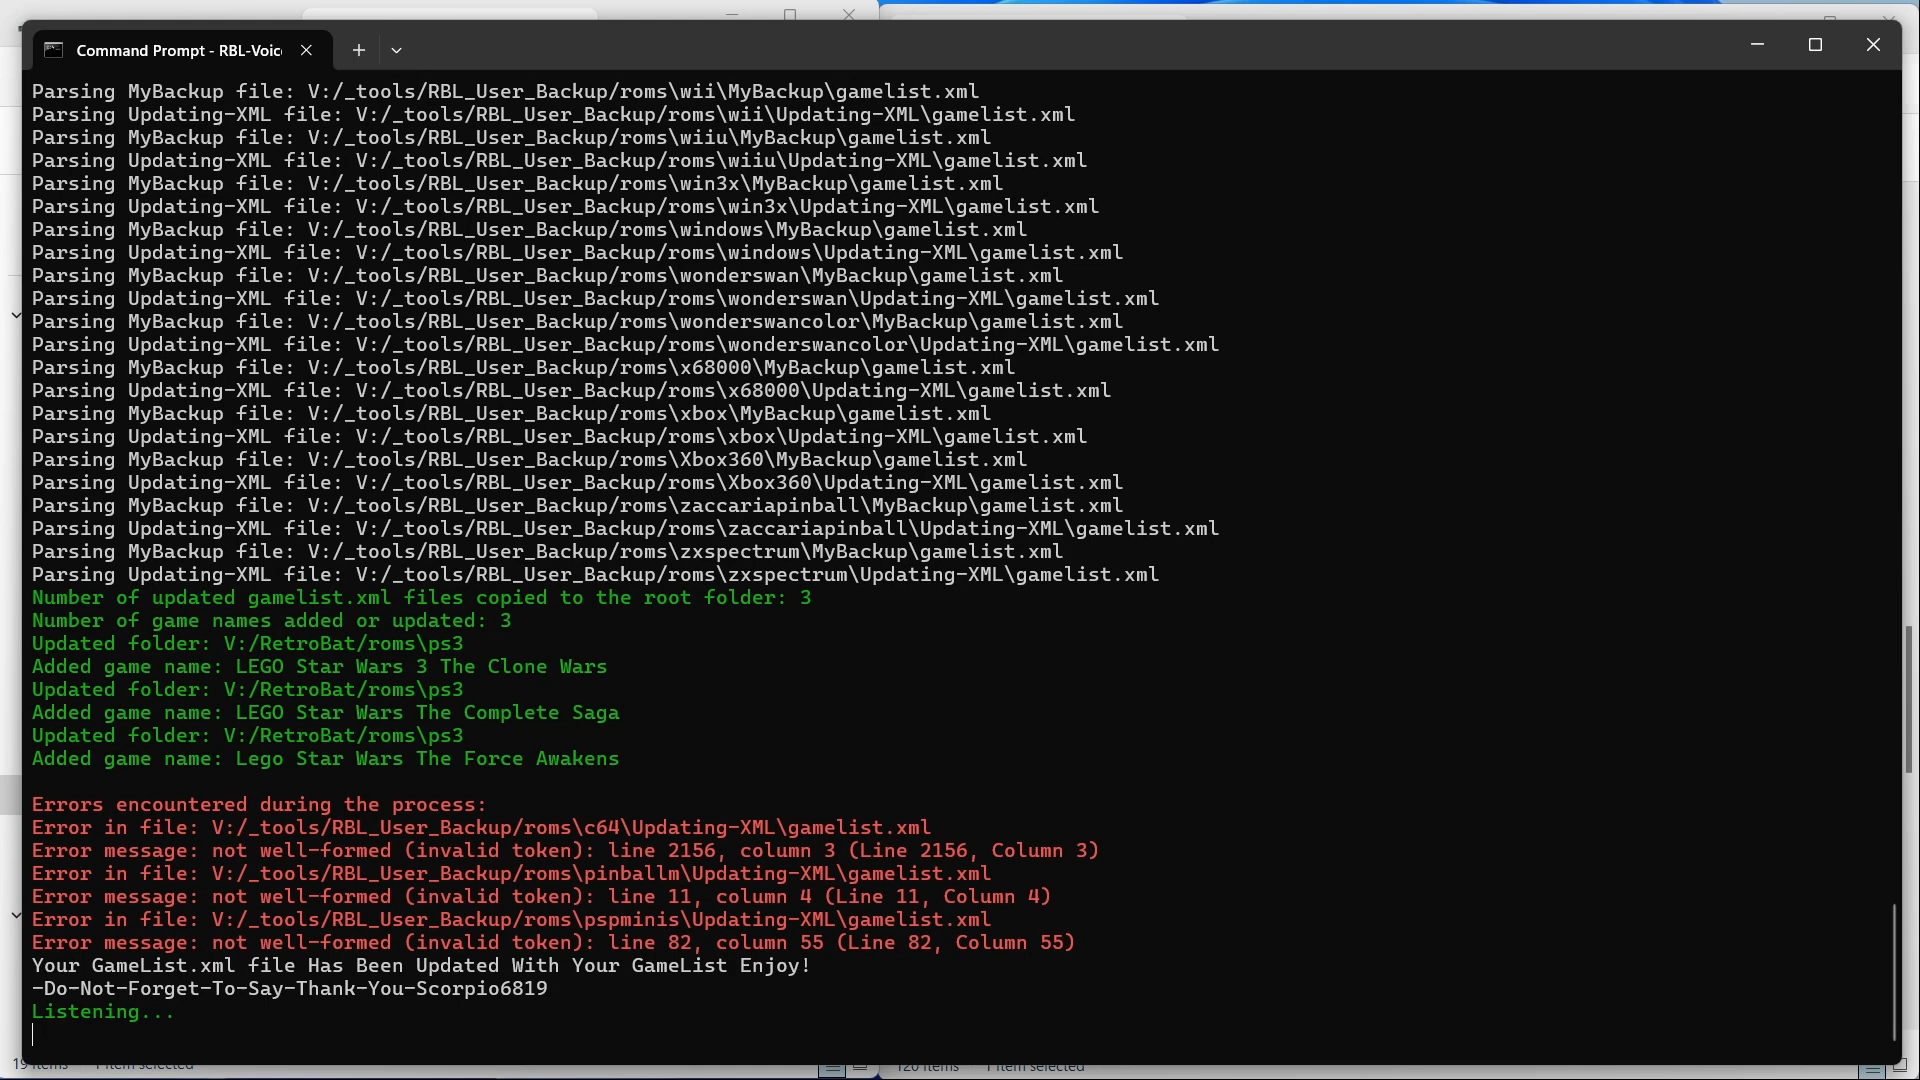 Command Prompt - RBL-Voic
Parsing MyBackup file: V:/_tools/RBL_User_Backup/roms\wii\MyBackup\gamelist.xml
Parsing Updating-XML file: V:/_tools/RBL_User_Backup/roms\wii\Updating-XML\gamelist.xml
Parsing MyBackup file: V:/_tools/RBL_User_Backup/roms\wiiu\MyBackup\gamelist.xml
Parsing Updating-XML file: V:/_tools/RBL_User_Backup/roms\wiiu\Updating-XML\gamelist.xml
Parsing MyBackup file: V:/_tools/RBL_User_Backup/roms\win3x\MyBackup\gamelist.xml
Parsing Updating-XML file: V:/_tools/RBL_User_Backup/roms\win3x\Updating-XML\gamelist.xml
Parsing MyBackup file: V:/_tools/RBL_User_Backup/roms\windows\MyBackup\gamelist.xml
Parsing Updating-XML file: V:/_tools/RBL_User_Backup/roms\windows\Updating-XML\gamelist.xml
Parsing MyBackup file: V:/_tools/RBL_User_Backup/roms\wonderswan\MyBackup\gamelist.xml
Parsing Updating-XML file: V:/_tools/RBL_User_Backup/roms\wonderswan\Updating-XML\gamelist.xml
Parsing MyBackup file: V:/_tools/RBL_User_Backup/roms\wonderswancolor\MyBackup\gamelist.xml
Parsing Updating-XML file: V:/_tools/RBL_User_Backup/roms\wonderswancolor\Updating-XML\gamelist.xml
Parsing MyBackup file: V:/_tools/RBL_User_Backup/roms\x68000\MyBackup\gamelist.xml
Parsing Updating-XML file: V:/_tools/RBL_User_Backup/roms\x68000\Updating-XML\gamelist.xml
Parsing MyBackup file: V:/_tools/RBL_User_Backup/roms\xbox\MyBackup\gamelist.xml
Parsing Updating-XML file: V:/_tools/RBL_User_Backup/roms\xbox\Updating-XML\gamelist.xml
Parsing MyBackup file: V:/_tools/RBL_User_Backup/roms\Xbox360\MyBackup\gamelist.xml
Parsing Updating-XML file: V:/_tools/RBL_User_Backup/roms\Xbox360\Updating-XML\gamelist.xml
Parsing MyBackup file: V:/_tools/RBL_User_Backup/roms\zaccariapinball\MyBackup\gamelist.xml
Parsing Updating-XML file: V:/_tools/RBL_User_Backup/roms\zaccariapinball\Updating-XML\gamelist.xml
Parsing MyBackup file: V:/_tools/RBL_User_Backup/roms\zxspectrum\MyBackup\gamelist.xml
Parsing Updating-XML file: V:/_tools/RBL_User_Backup/roms\zxspectrum\Updating-XML\gamelist.xml
Number of updated gamelist.xml files copied to the root folder: 3
Number of game names added or updated: 3
Updated folder: V:/RetroBat/roms\ps3
Added game name: LEGO Star Wars 3 The Clone Wars
Updated folder: V:/RetroBat/roms\ps3
Added game name: LEGO Star Wars The Complete Saga
Updated folder: V:/RetroBat/roms\ps3
Added game name: Lego Star Wars The Force Awakens
Errors encountered during the process:
Error in file: V:/_tools/RBL_User_Backup/roms\c64\Updating-XML\gamelist.xml
Error message: not well-formed (invalid token): line 2156, column 3 (Line 2156, Column 3)
Error in file: V:/_tools/RBL_User_Backup/roms\pinballm\Updating-XML\gamelist.xml
Error message: not well-formed (invalid token): line 11, column 4 (Line 11, Column 4)
Error in file: V:/_tools/RBL_User_Backup/roms\pspminis\Updating-XML\gamelist.xml
Error message: not well-formed (invalid token): line 82, column 55 (Line 82, Column 55)
Your GameList.xml file Has Been Updated With Your GameList Enjoy!
-Do-Not-Forget-To-Say-Thank-You-Scorpio6819
Listening...
19 items 1 item selected 120 items 1 item selected